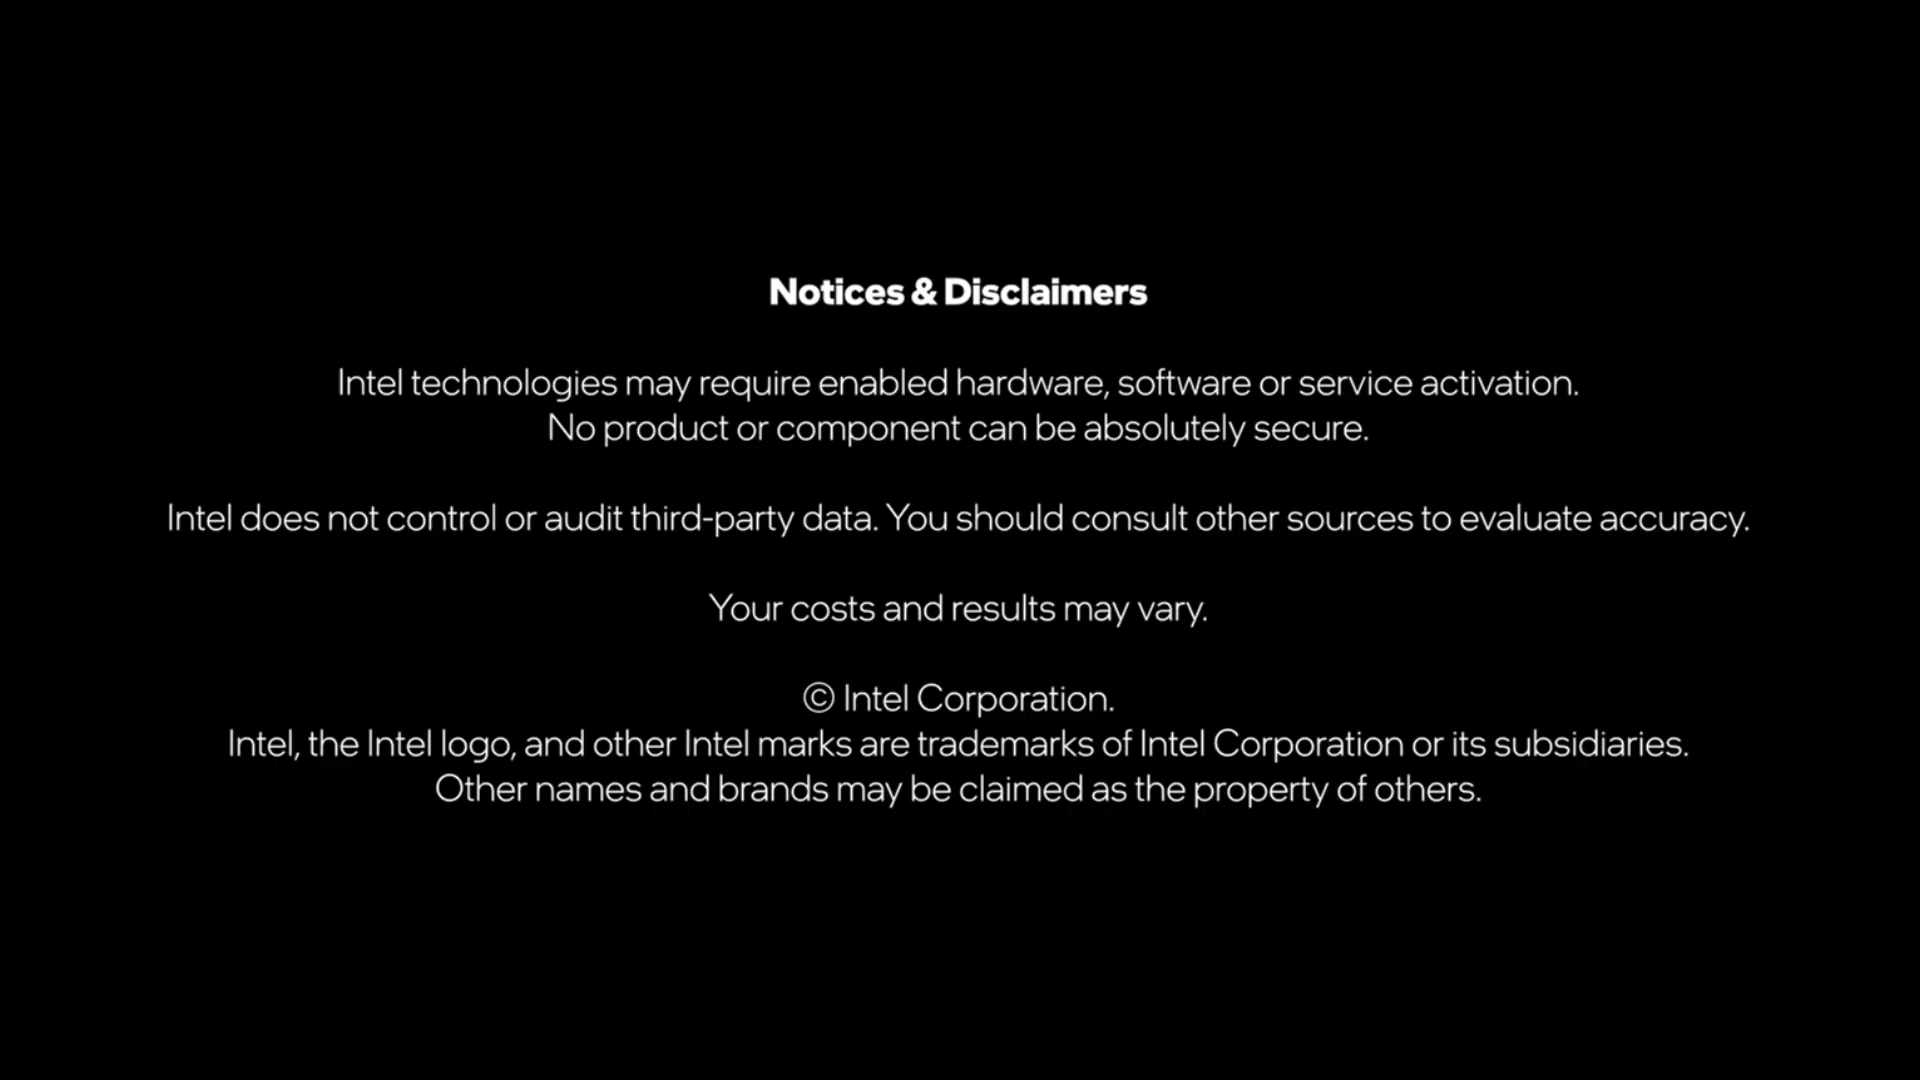 Notices & Disclaimers
Intel technologies may require enabled hardware, software or service activation.
No product or component can be absolutely secure.
Intel does not control or audit third-party data. You should consult other sources to evaluate accuracy.
Your costs and results may vary.
© Intel Corporation.
Intel, the Intel logo, and other Intel marks are trademarks of Intel Corporation or its subsidiaries.
Other names and brands may be claimed as the property of others.